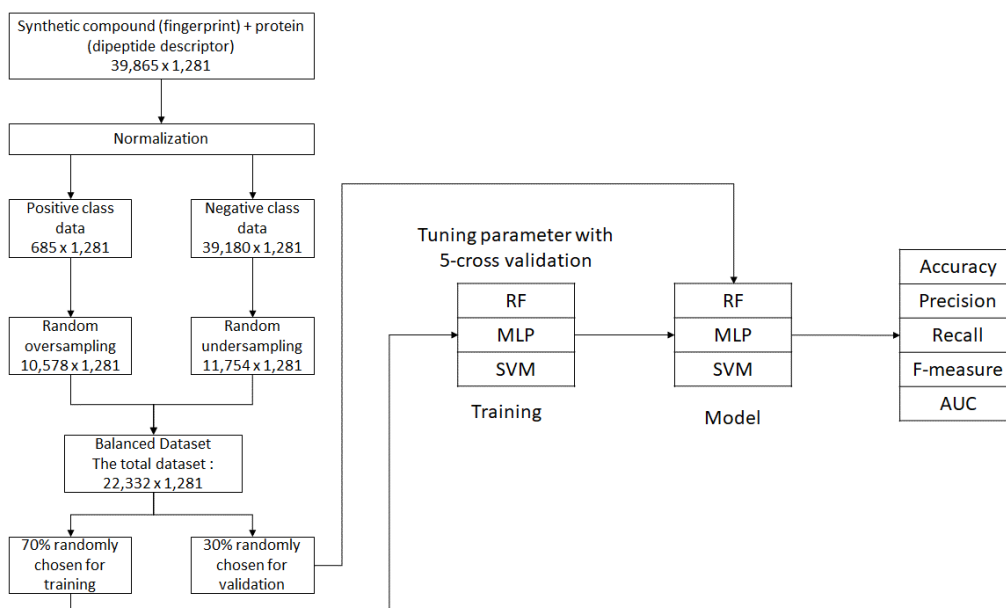 Synthetic compound (fingerprint) + protein
(dipeptide descriptor)
39,865 x 1,281
Normalization
Positive class
data
685 x 1,281
Negative class
data
39,180 x 1,281
Random
oversampling
10,578 x 1,281
Random
undersampling
11,754 x 1,281
Balanced Dataset
The total dataset :
22,332 x 1,281
70% randomly
chosen for
training
30% randomly
chosen for
validation
Tuning parameter with
5-cross validation
RF
MLP
SVM
Training
RF
MLP
SVM
Model
Accuracy
Precision
Recall
F-measure
AUC